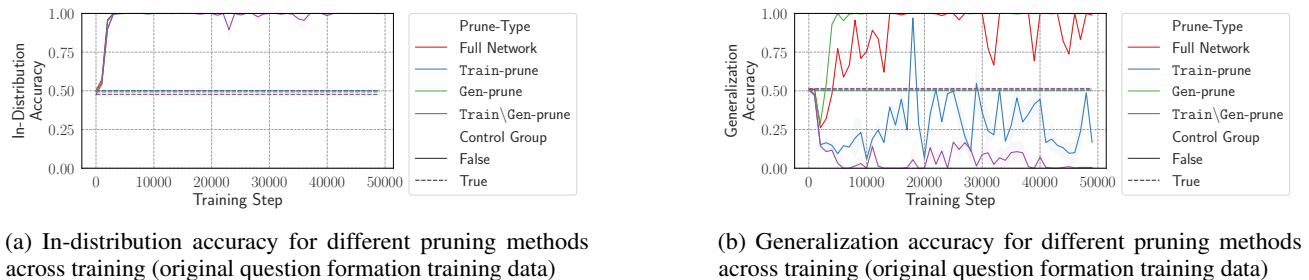 1.00
0.75
0.50
0.25
0.00
In-Distribution
Accuracy
0
10000
20000
30000
40000
50000
Training Step
Prune-Type
Full Network
Train-prune
Gen-prune
Train\Gen-prune
Control Group
False
True
(a) In-distribution accuracy for different pruning methods
across training (original question formation training data)
1.00
0.75
0.50
0.25
0.00
Generalization
Accuracy
0
10000
20000
30000
40000
50000
Training Step
Prune-Type
Full Network
Train-prune
Gen-prune
Train\Gen-prune
Control Group
False
True
(b) Generalization accuracy for different pruning methods
across training (original question formation training data)